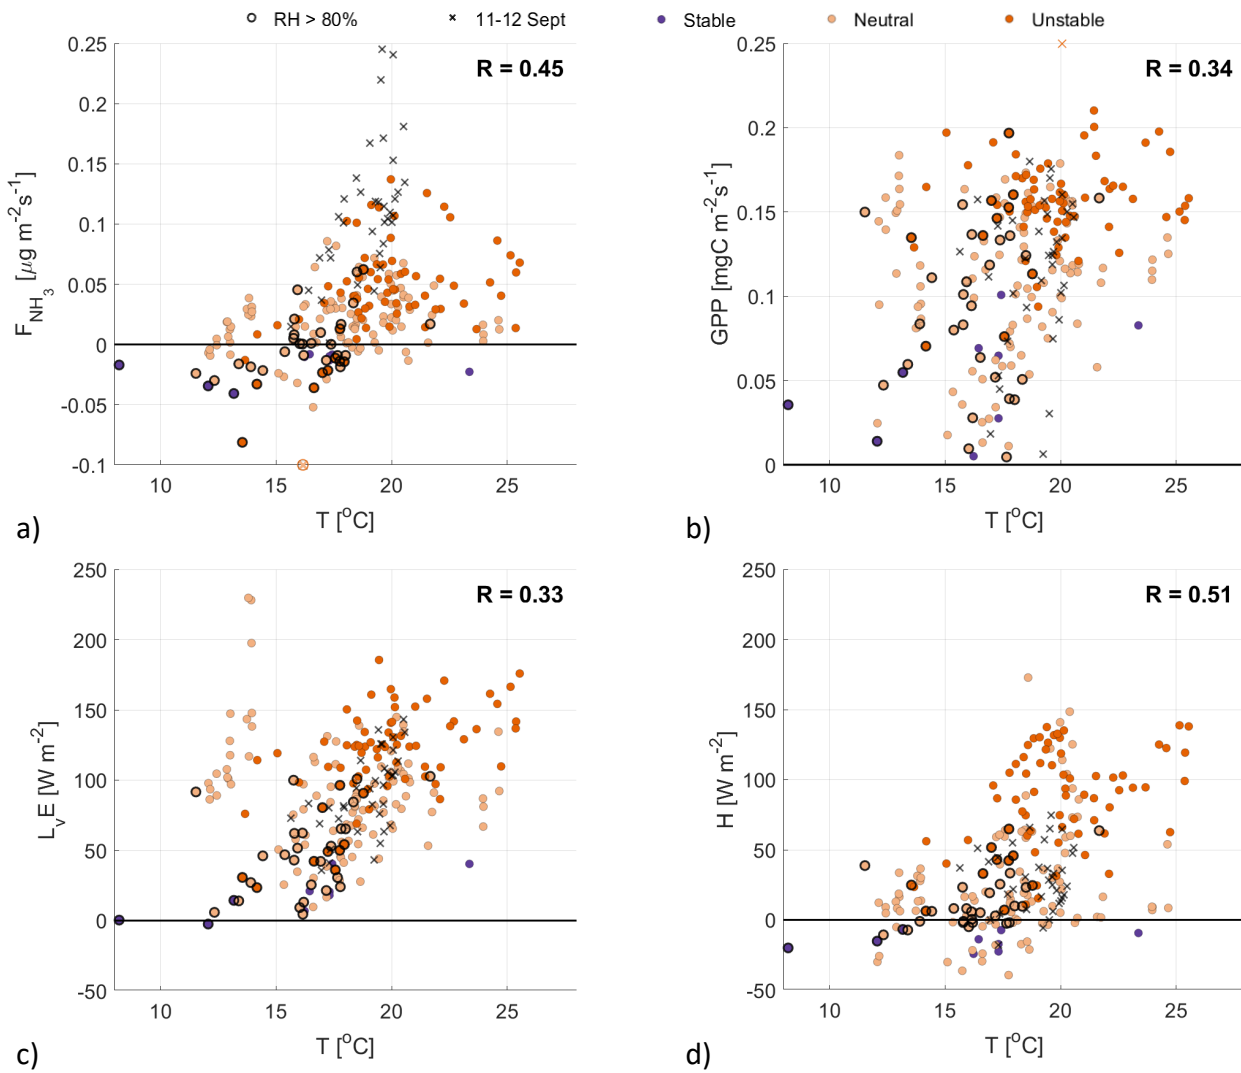 RH > 80%
11-12 Sept
Stable
Neutral
Unstable
0.25
0.2
0.15
0.1
0.05
0
-0.05
-0.1
F_NH3 [μg m⁻²s⁻¹]
R = 0.45
10
15
20
25
T [°C]
a)
0.25
0.2
0.15
0.1
0.05
0
GPP [mgC m⁻²s⁻¹]
R = 0.34
10
15
20
25
T [°C]
b)
250
200
150
100
50
0
-50
LᵥE [W m⁻²]
R = 0.33
10
15
20
25
T [°C]
c)
250
200
150
100
50
0
-50
H [W m⁻²]
R = 0.51
10
15
20
25
T [°C]
d)